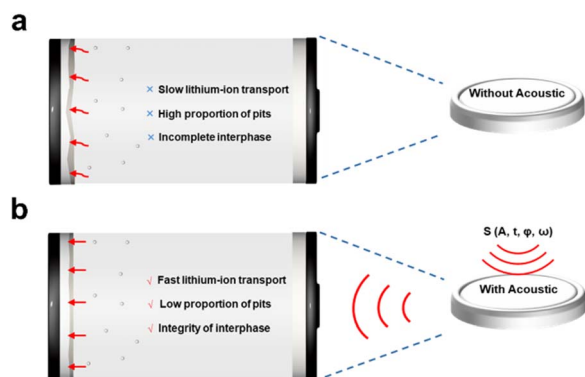 a
× Slow lithium-ion transport
× High proportion of pits
× Incomplete interphase
Without Acoustic
b
√ Fast lithium-ion transport
√ Low proportion of pits
√ Integrity of interphase
S (A, t, φ, ω)
With Acoustic